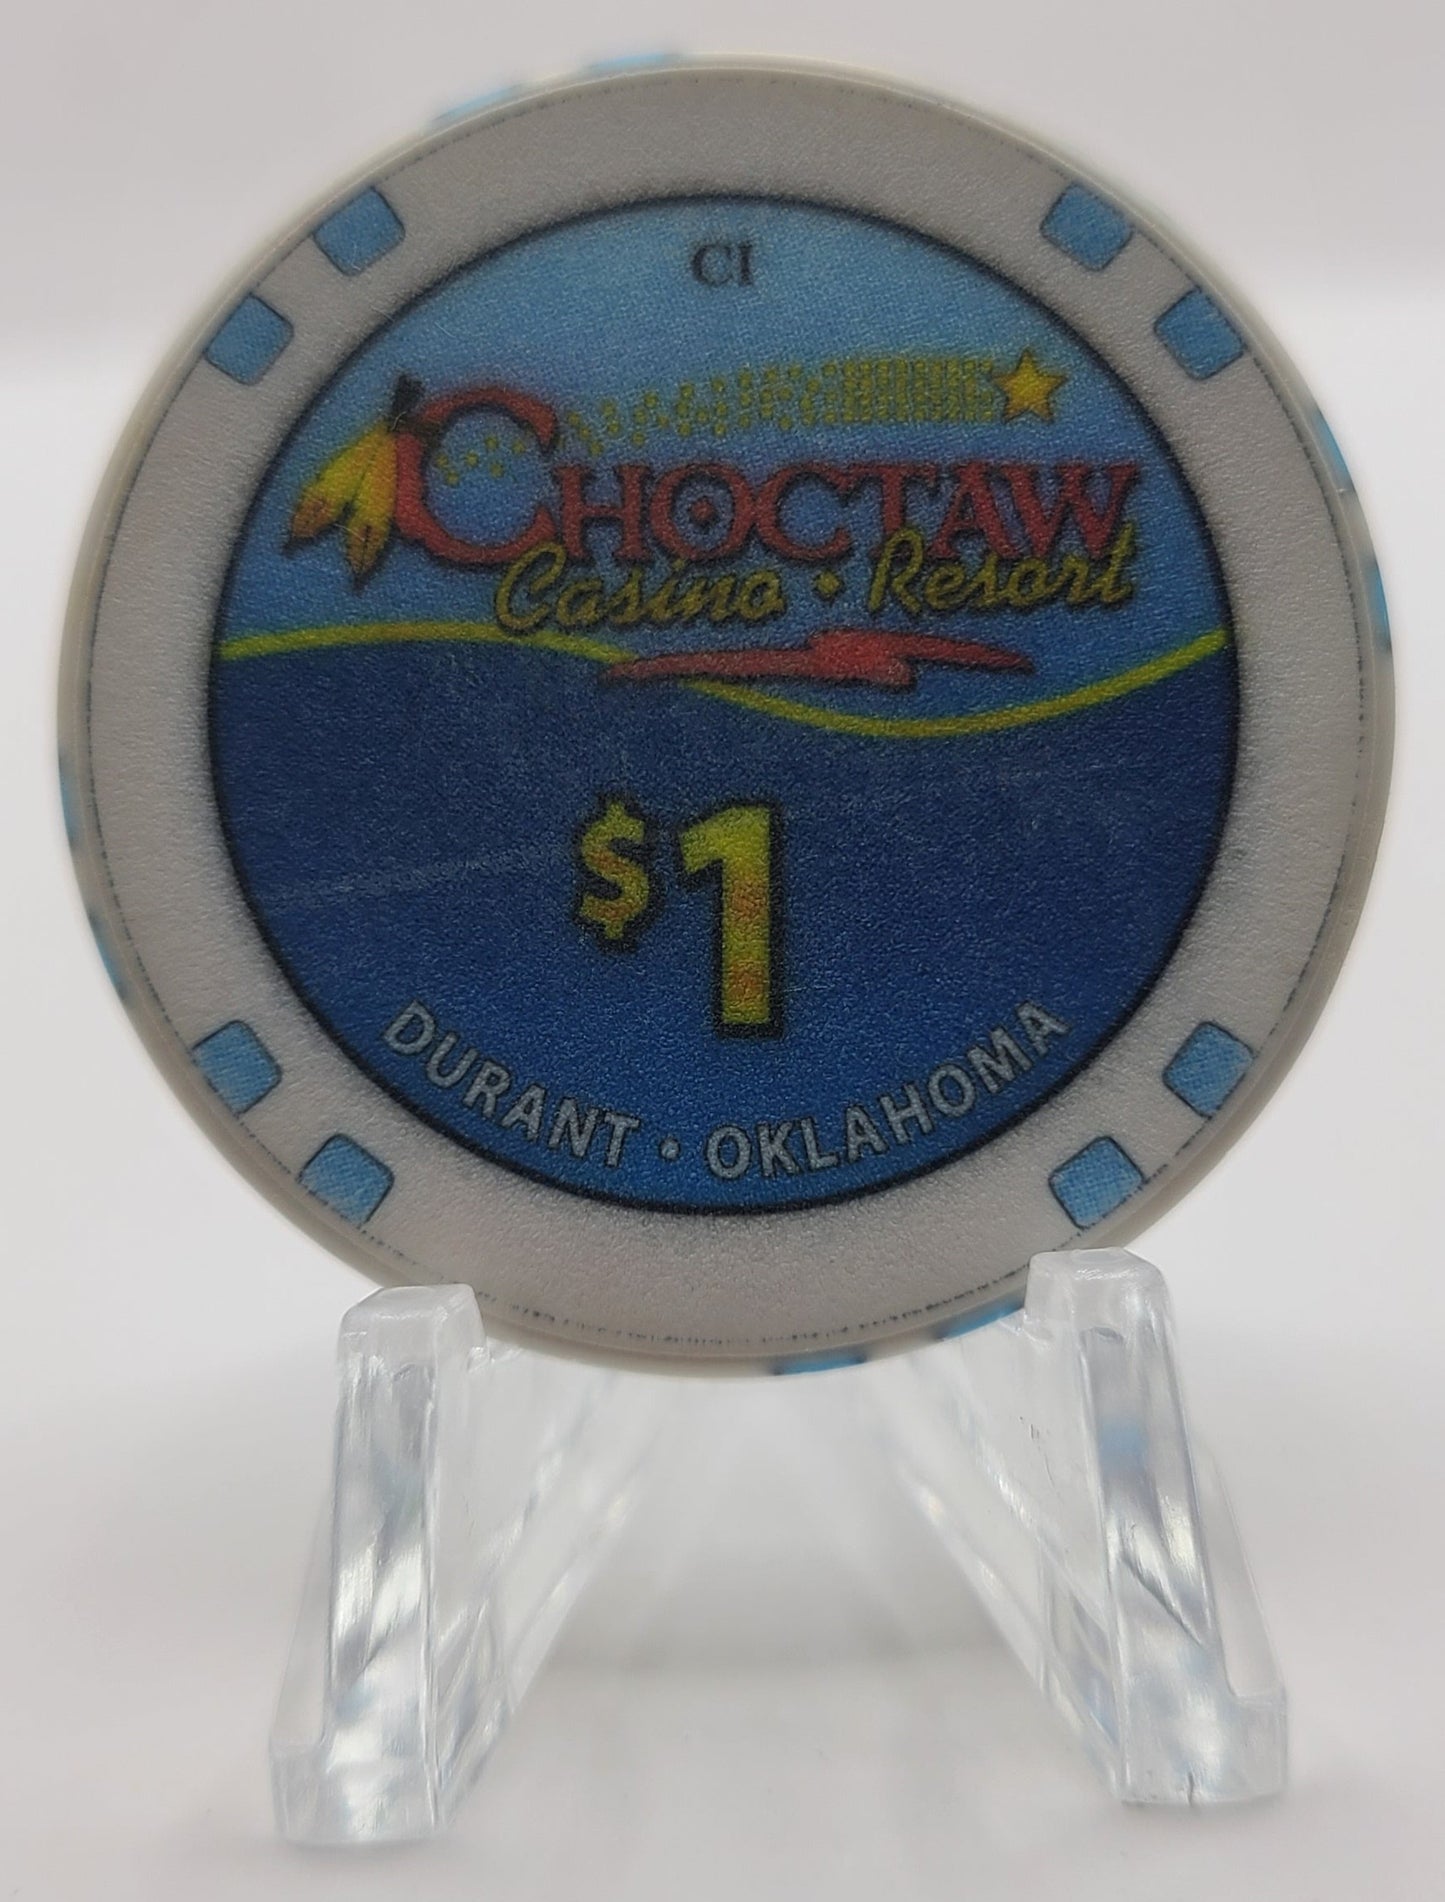 CI
CHOCTAW
Casino • Resort
$1
DURANT • OKLAHOMA